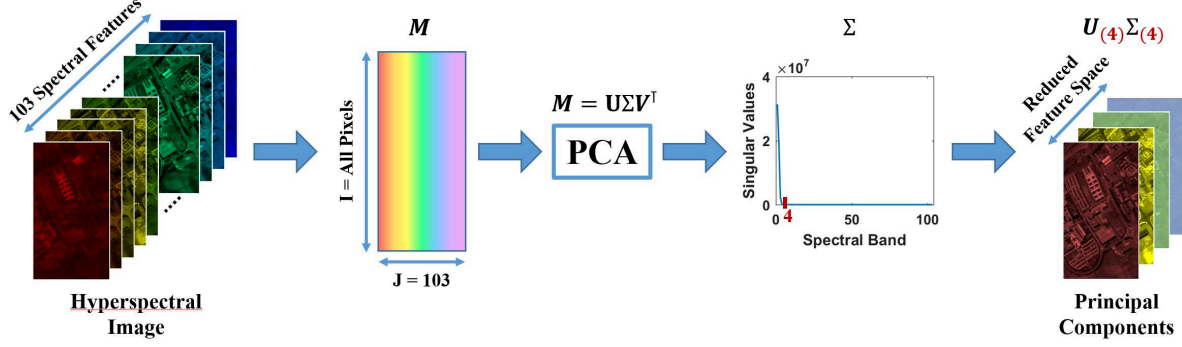 103 Spectral Features
....
....
Hyperspectral
Image
M
I = All Pixels
J = 103
M = UΣVᵀ
PCA
Σ
×10⁷
4
2
0
0
50
100
4
Singular Values
Spectral Band
U₍₄₎Σ₍₄₎
Reduced
Feature Space
Principal
Components